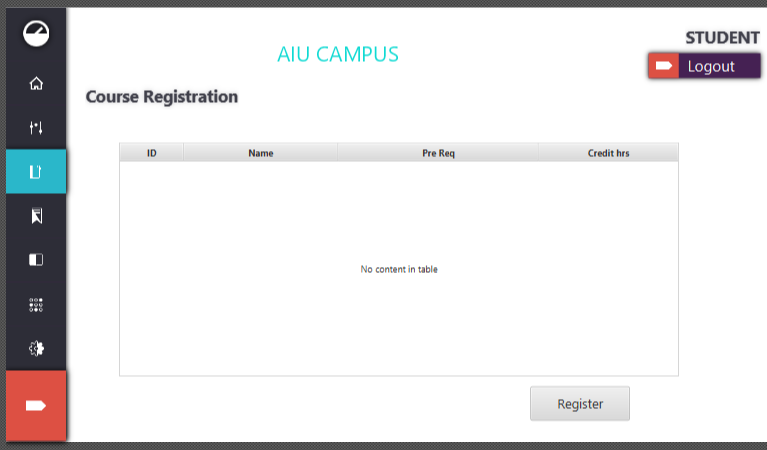 STUDENT
AIU CAMPUS
Logout
Course Registration
ID Name Pre Req Credit hrs
No content in table
Register